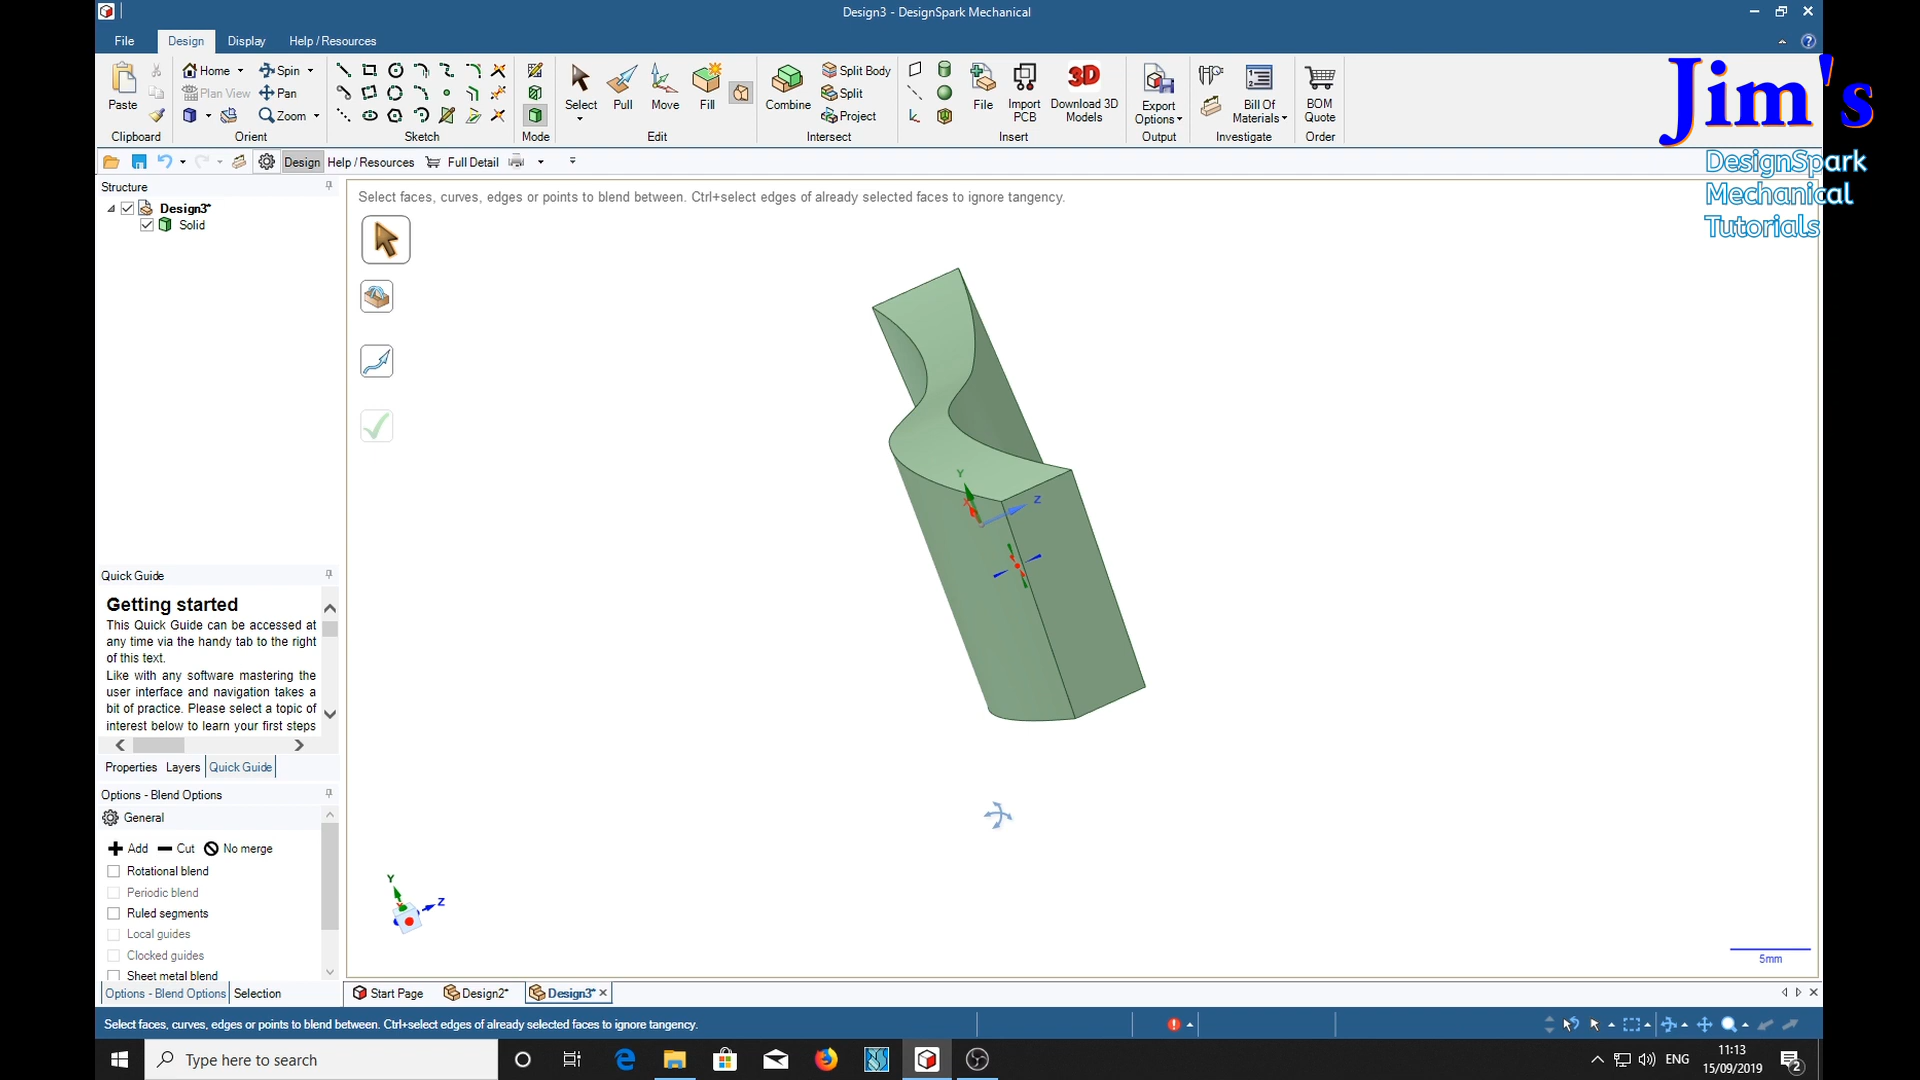 Design3 - DesignSpark Mechanical
File Design Display Help / Resources
Paste
Clipboard
Home Spin
Plan View Pan
Zoom
Orient
Sketch
Mode
Select Pull Move Fill
Edit
Combine
Split Body
Split
Project
Intersect
File
Import PCB
3D
Download 3D Models
Insert
Export Options
Output
Bill Of Materials
Investigate
BOM Quote
Order
Jim's
DesignSpark
Mechanical
Tutorials
Design Help / Resources Full Detail
Structure
Design3*
Solid
Select faces, curves, edges or points to blend between. Ctrl+select edges of already selected faces to ignore tangency.
Y
X
Z
Y
Z
5mm
Quick Guide
Getting started
This Quick Guide can be accessed at
any time via the handy tab to the right
of this text.
Like with any software mastering the
user interface and navigation takes a
bit of practice. Please select a topic of
interest below to learn your first steps
Properties Layers Quick Guide
Options - Blend Options
General
Add Cut No merge
Rotational blend
Periodic blend
Ruled segments
Local guides
Clocked guides
Sheet metal blend
Options - Blend Options Selection
Start Page Design2* Design3*
Select faces, curves, edges or points to blend between. Ctrl+select edges of already selected faces to ignore tangency.
Type here to search
ENG
11:13
15/09/2019
2